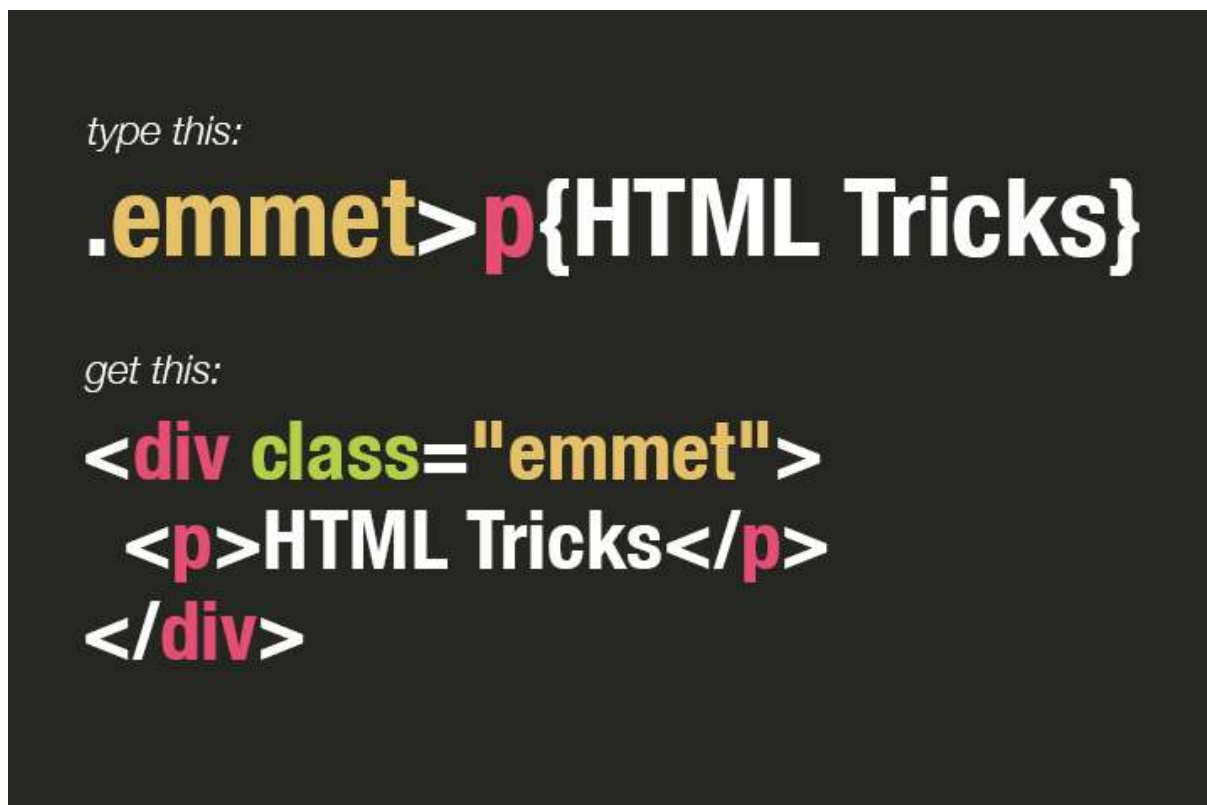 type this:
.emmet>p{HTML Tricks}
get this:
<div class="emmet">
<p>HTML Tricks</p>
</div>